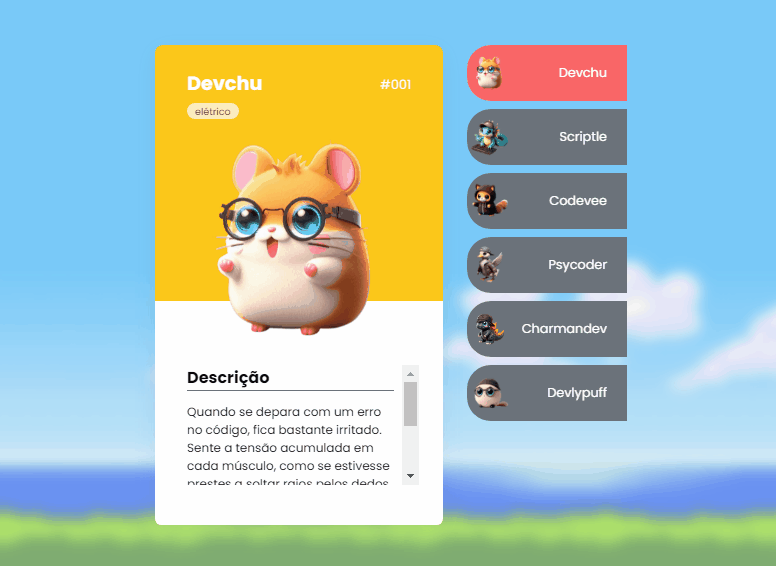 Devchu #001
elétrico
Descrição
Quando se depara com um erro
no código, fica bastante irritado.
Sente a tensão acumulada em
cada músculo, como se estivesse
prestes a soltar raios pelos dedos
Devchu
Scriptle
Codevee
Psycoder
Charmandev
Devlypuff